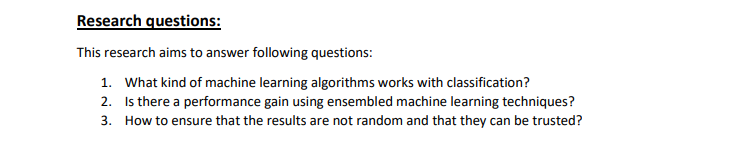 Research questions:
This research aims to answer following questions:
1. What kind of machine learning algorithms works with classification?
2. Is there a performance gain using ensembled machine learning techniques?
3. How to ensure that the results are not random and that they can be trusted?